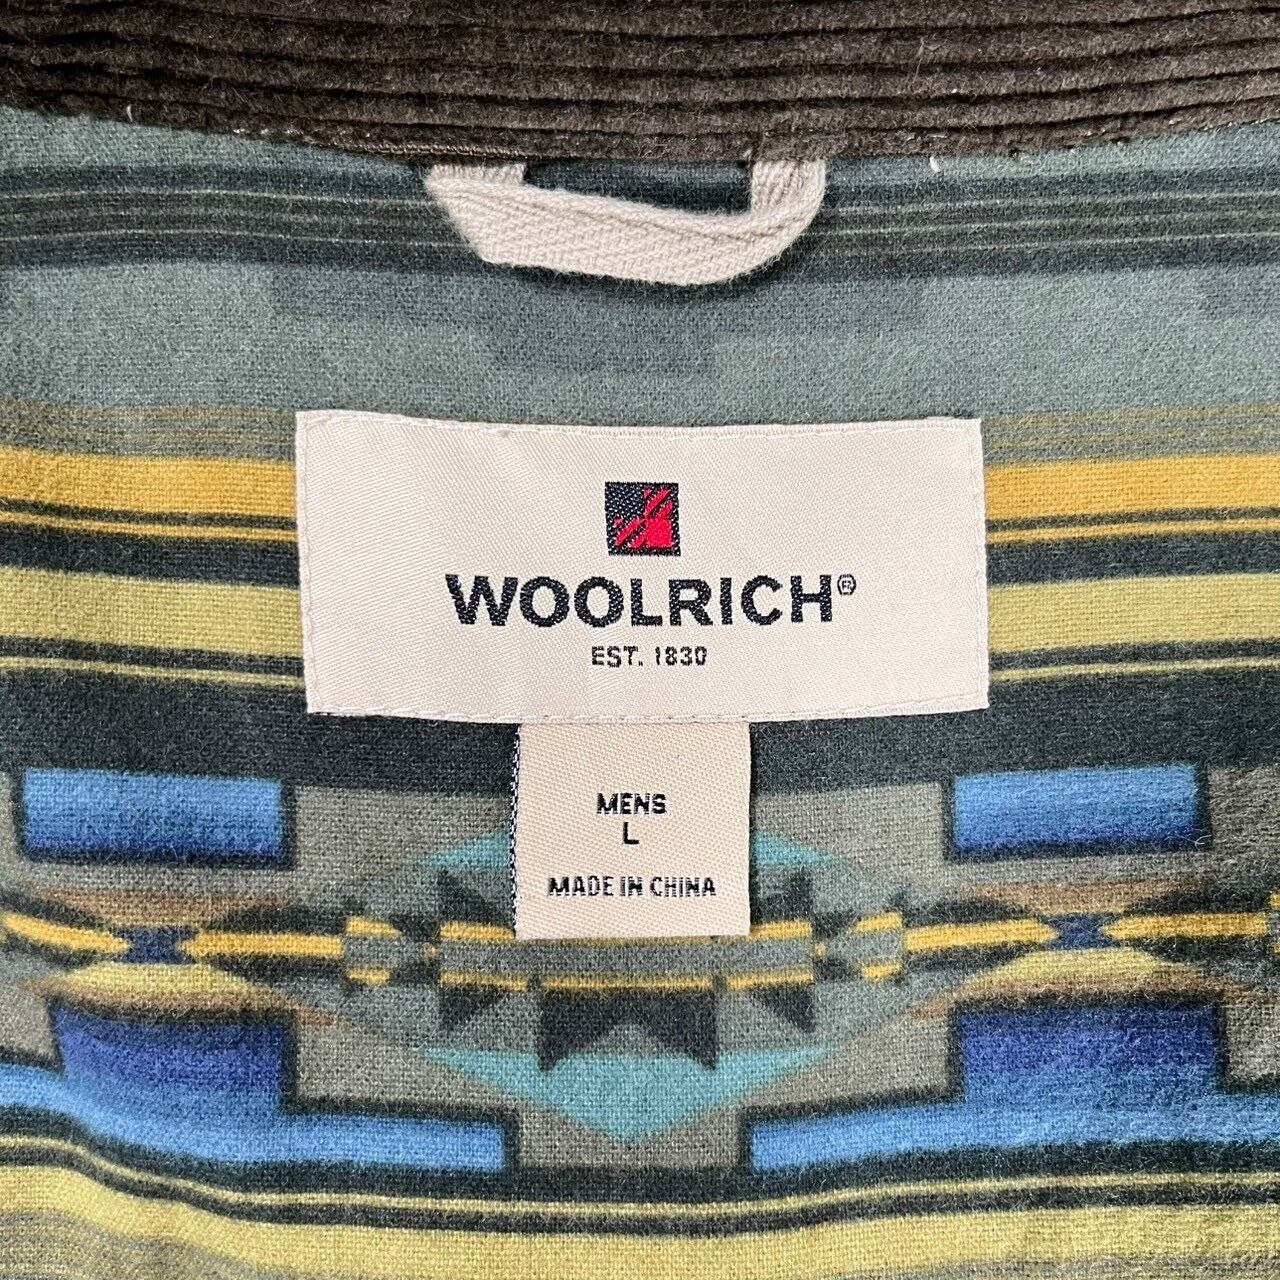 WOOLRICH®
EST. 1830
MENS
L
MADE IN CHINA